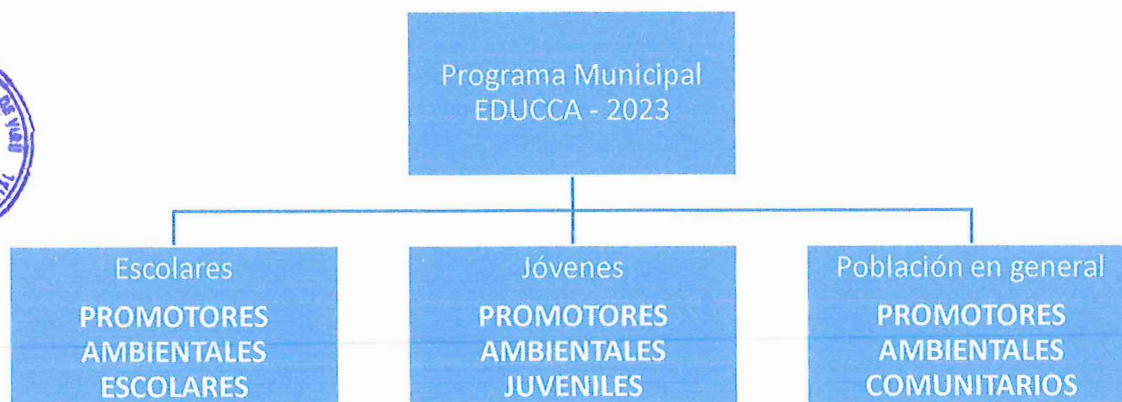 Programa Municipal
EDUCCA - 2023
Escolares
PROMOTORES
AMBIENTALES
ESCOLARES
Jóvenes
PROMOTORES
AMBIENTALES
JUVENILES
Población en general
PROMOTORES
AMBIENTALES
COMUNITARIOS